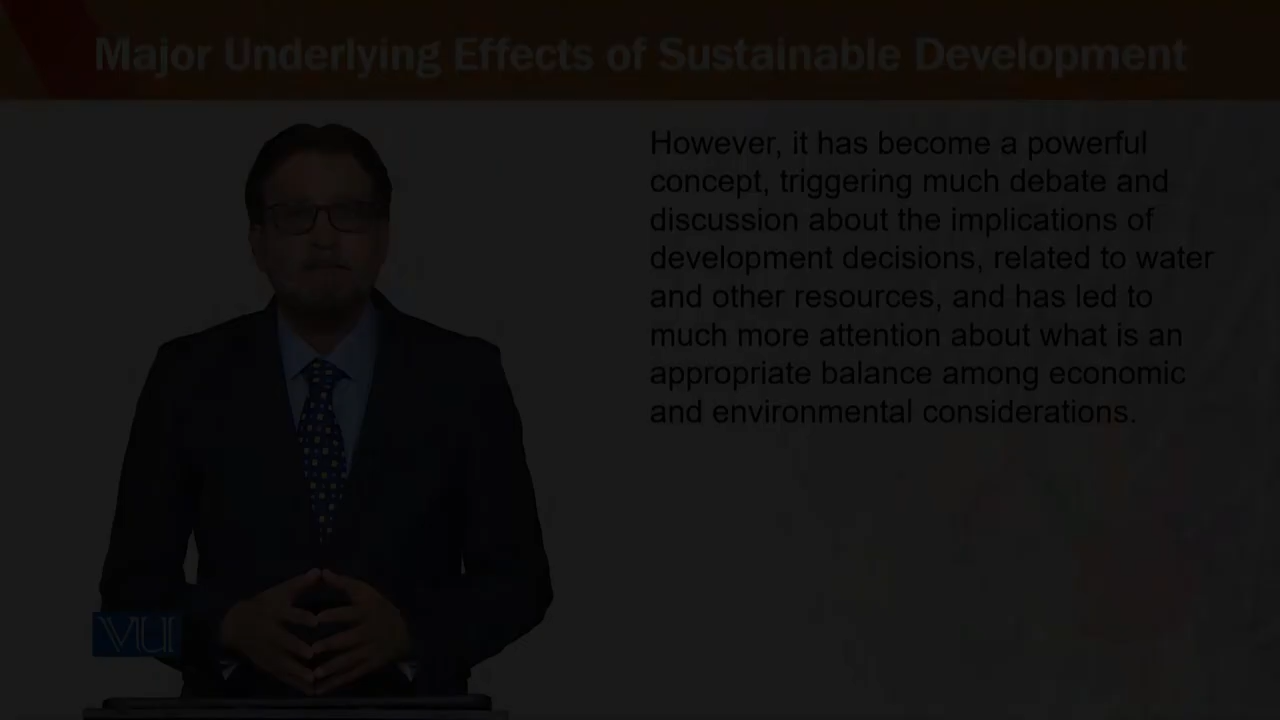 Major Underlying Effects of Sustainable Development
However, it has become a powerful
concept, triggering much debate and
discussion about the implications of
development decisions, related to water
and other resources, and has led to
much more attention about what is an
appropriate balance among economic
and environmental considerations.
VU